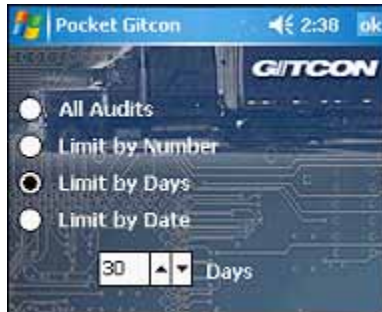 Pocket Gitcon 2:38 ok
GITCON
All Audits
Limit by Number
Limit by Days
Limit by Date
30 Days